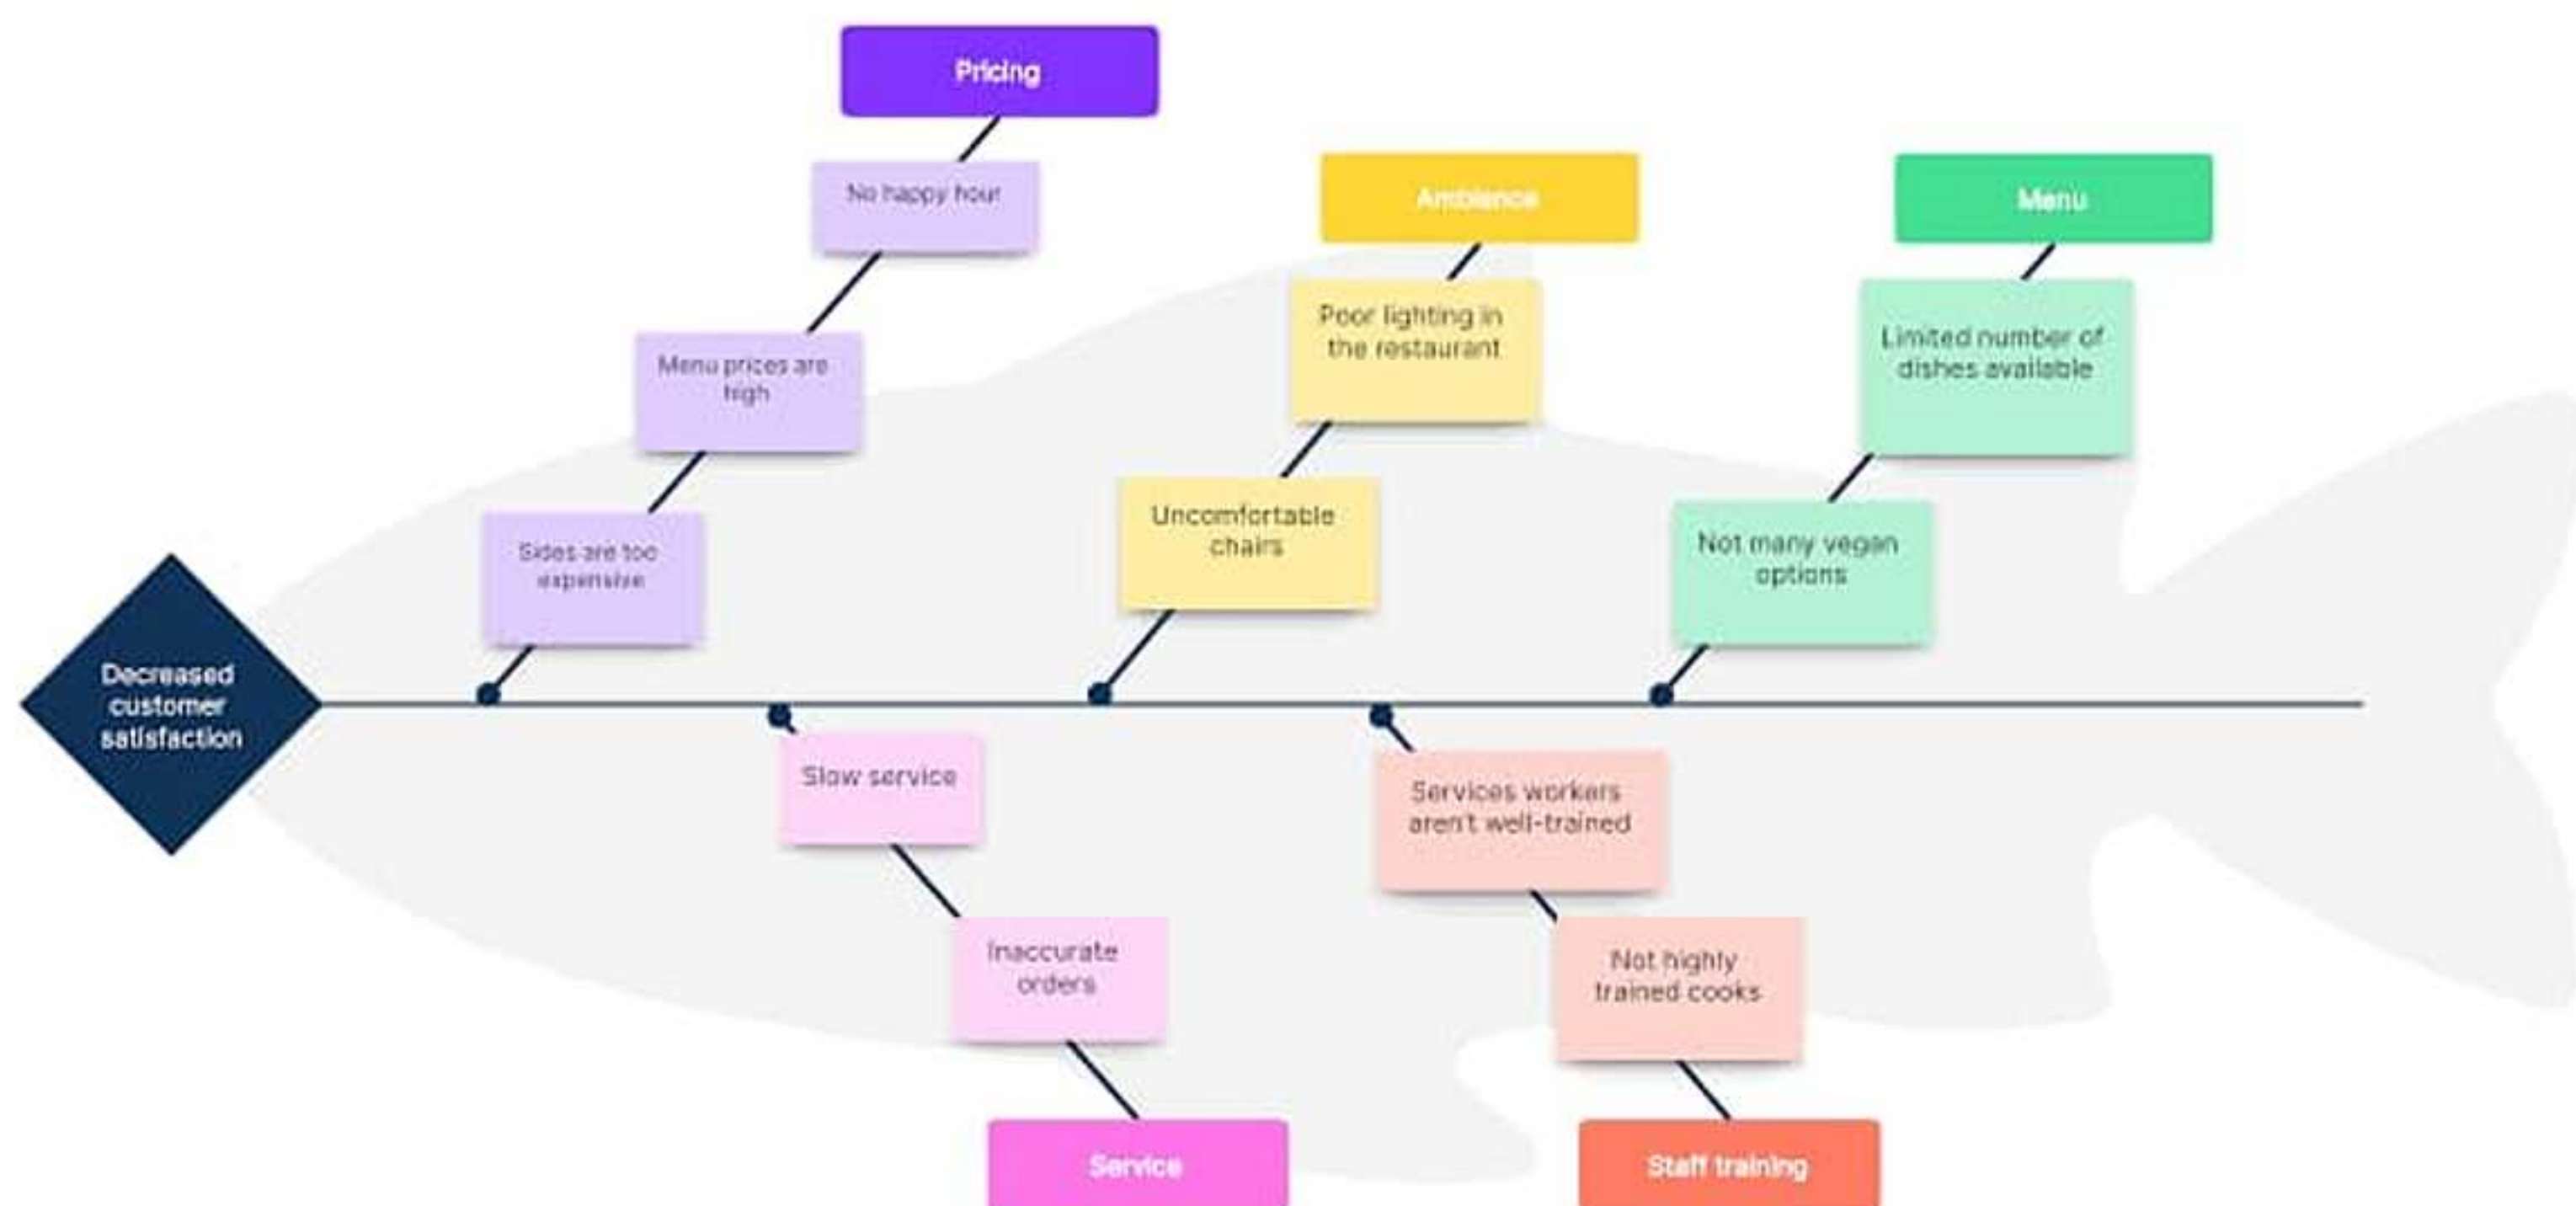 Pricing
No happy hour
Menu prices are
high
Sides are too
expensive
Ambience
Poor lighting in
the restaurant
Uncomfortable
chairs
Menu
Limited number of
dishes available
Not many vegan
options
Decreased
customer
satisfaction
Slow service
Inaccurate
orders
Service
Services workers
aren't well-trained
Not highly
trained cooks
Staff training